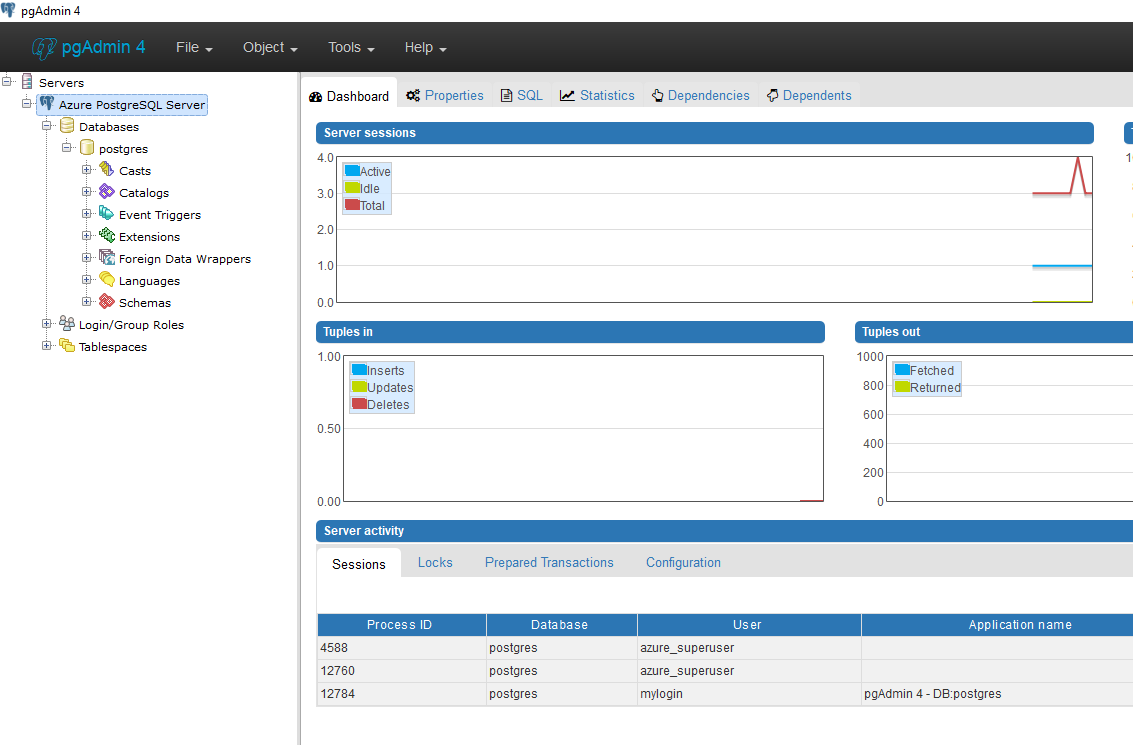 pgAdmin 4
pgAdmin 4 File Object Tools Help
Servers
Azure PostgreSQL Server
Databases
postgres
Casts
Catalogs
Event Triggers
Extensions
Foreign Data Wrappers
Languages
Schemas
Login/Group Roles
Tablespaces
Dashboard Properties SQL Statistics Dependencies Dependents
Server sessions
4.0
3.0
2.0
1.0
0.0
Active
Idle
Total
Tuples in
1.00
0.50
0.00
Inserts
Updates
Deletes
Tuples out
1000
800
600
400
200
0
Fetched
Returned
Server activity
Sessions Locks Prepared Transactions Configuration
Process ID Database User Application name
4588 postgres azure_superuser
12760 postgres azure_superuser
12784 postgres mylogin pgAdmin 4 - DB:postgres